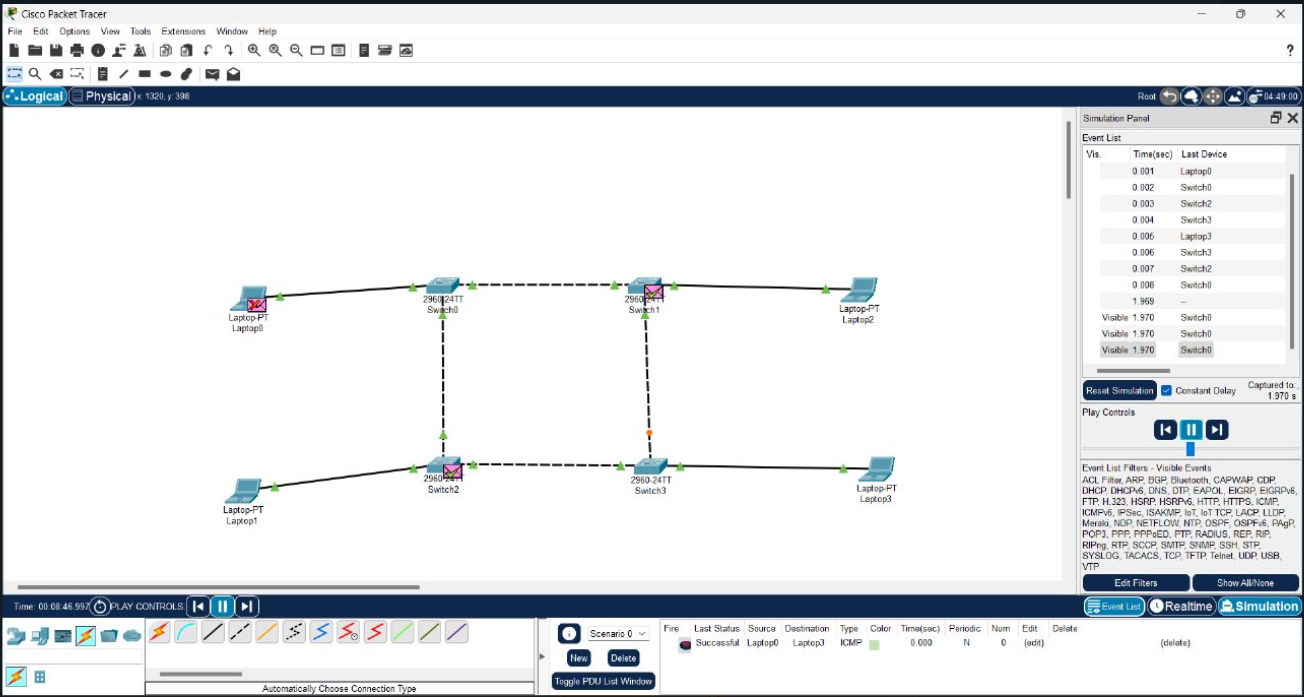 Cisco Packet Tracer
File Edit Options View Tools Extensions Window Help
?
Logical Physical x: 1320, y: 398
Root 04:49:00
Simulation Panel
Event List
Vis. Time(sec) Last Device
0.001 Laptop0
0.002 Switch0
0.003 Switch2
0.004 Switch3
0.005 Laptop3
0.006 Switch3
0.007 Switch2
0.008 Switch0
1.969 --
Visible 1.970 Switch0
Visible 1.970 Switch0
Visible 1.970 Switch0
Reset Simulation Constant Delay Captured to:
1.970 s
Play Controls
Event List Filters - Visible Events
ACL Filter, ARP, BGP, Bluetooth, CAPWAP, CDP,
DHCP, DHCPv6, DNS, DTP, EAPOL, EIGRP, EIGRPv6,
FTP, H.323, HSRP, HSRPv6, HTTP, HTTPS, ICMP,
ICMPv6, IPSec, ISAKMP, IoT, IoT TCP, LACP, LLDP,
Meraki, NDP, NETFLOW, NTP, OSPF, OSPFv6, PAgP,
POP3, PPP, PPPoED, PTP, RADIUS, REP, RIP,
RIPng, RTP, SCCP, SMTP, SNMP, SSH, STP,
SYSLOG, TACACS, TCP, TFTP, Telnet, UDP, USB,
VTP
Edit Filters Show All/None
Event List Realtime Simulation
Laptop-PT
Laptop0
2960-24TT
Switch0
2960-24TT
Switch1
Laptop-PT
Laptop2
Laptop-PT
Laptop1
2960-24TT
Switch2
2960-24TT
Switch3
Laptop-PT
Laptop3
Time: 00:08:46.997 PLAY CONTROLS:
Scenario 0
New Delete
Toggle PDU List Window
Fire Last Status Source Destination Type Color Time(sec) Periodic Num Edit Delete
Successful Laptop0 Laptop3 ICMP 0.000 N 0 (edit) (delete)
Automatically Choose Connection Type